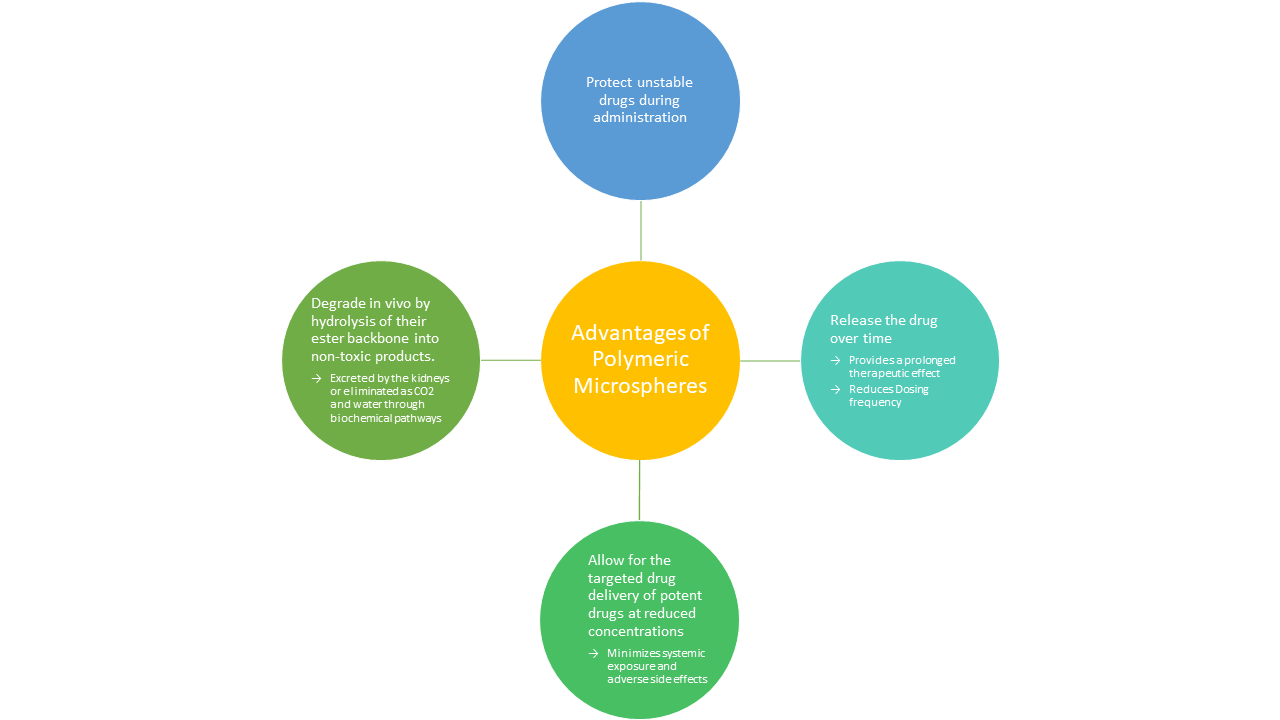 Protect unstable
drugs during
administration
Degrade in vivo by
hydrolysis of their
ester backbone into
non-toxic products.
→ Excreted by the kidneys
or eliminated as CO2
and water through
biochemical pathways
Advantages of
Polymeric
Microspheres
Release the drug
over time
→ Provides a prolonged
therapeutic effect
→ Reduces Dosing
frequency
Allow for the
targeted drug
delivery of potent
drugs at reduced
concentrations
→ Minimizes systemic
exposure and
adverse side effects